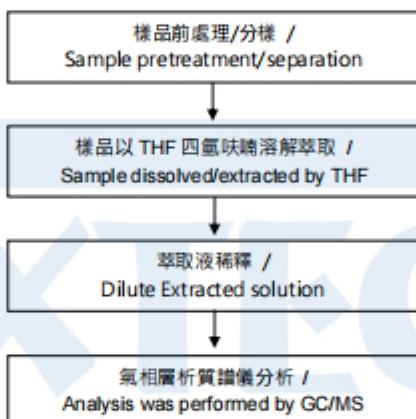 樣品前處理/分樣 /
Sample pretreatment/separation
樣品以 THF 四氫呋喃溶解萃取 /
Sample dissolved/extracted by THF
萃取液稀釋 /
Dilute Extracted solution
氣相層析質譜儀分析 /
Analysis was performed by GC/MS